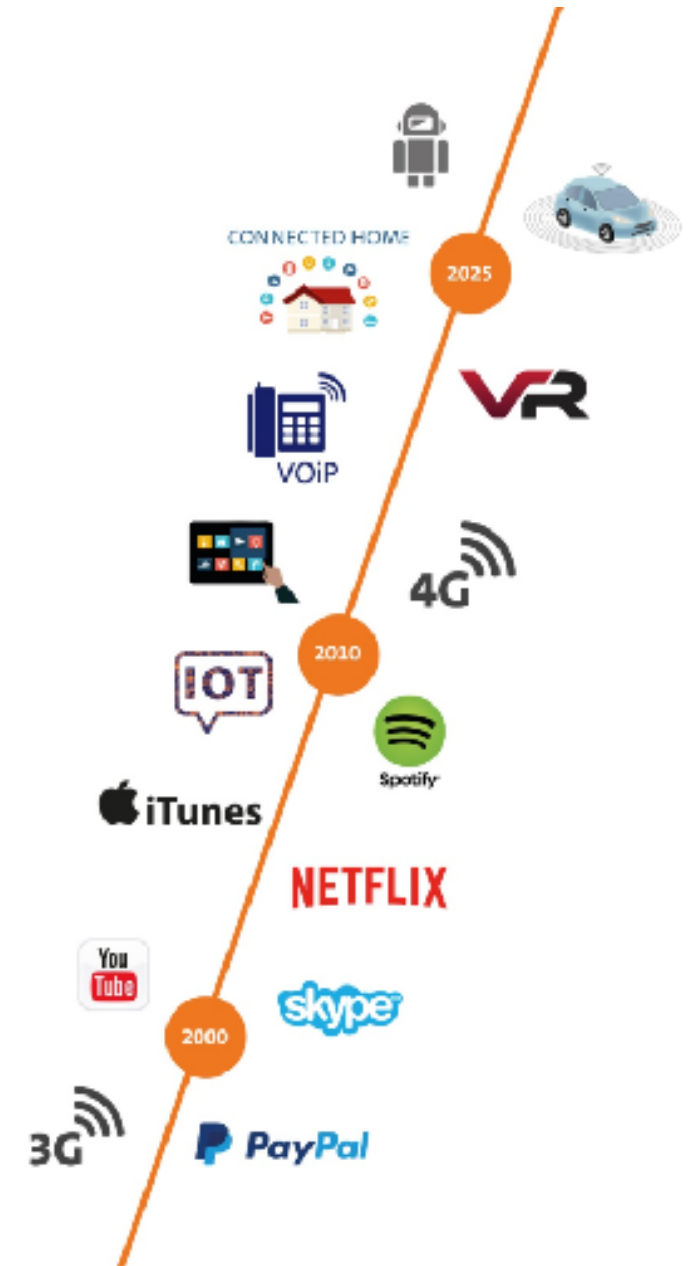 CONNECTED HOME
2025
VR
VOiP
4G
2010
IOT
Spotify
iTunes
NETFLIX
You
Tube
skype
2000
3G
PayPal